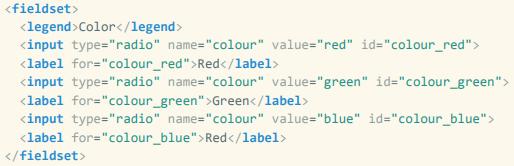 <fieldset>
<legend>Color</legend>
<input type="radio" name="colour" value="red" id="colour_red">
<label for="colour_red">Red</label>
<input type="radio" name="colour" value="green" id="colour_green">
<label for="colour_green">Green</label>
<input type="radio" name="colour" value="blue" id="colour_blue">
<label for="colour_blue">Red</label>
</fieldset>